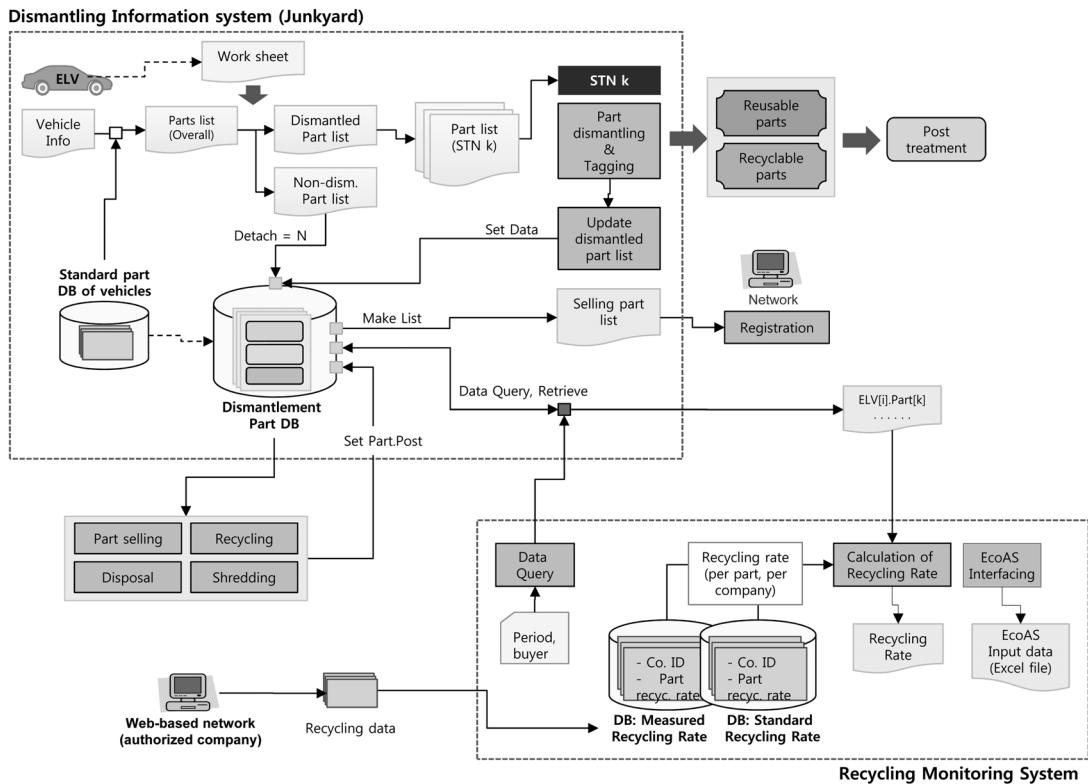 Dismantling Information system (Junkyard)
ELV
Work sheet
STN k
Vehicle
Info
Parts list
(Overall)
Dismantled
Part list
Part list
(STN k)
Part
dismantling
&
Tagging
Reusable
parts
Recyclable
parts
Post
treatment
Non-dism.
Part list
Detach = N
Set Data
Update
dismantled
part list
Standard part
DB of vehicles
Network
Make List
Selling part
list
Registration
Data Query, Retrieve
ELV[i].Part[k]
. . . . . .
Dismantlement
Part DB
Set Part.Post
Part selling
Recycling
Disposal
Shredding
Data
Query
Recycling rate
(per part, per
company)
Calculation of
Recycling Rate
EcoAS
Interfacing
Period,
buyer
- Co. ID
- Part
recyc. rate
- Co. ID
- Part
recyc. rate
Recycling
Rate
EcoAS
Input data
(Excel file)
DB: Measured
Recycling Rate
DB: Standard
Recycling Rate
Web-based network
(authorized company)
Recycling data
Recycling Monitoring System